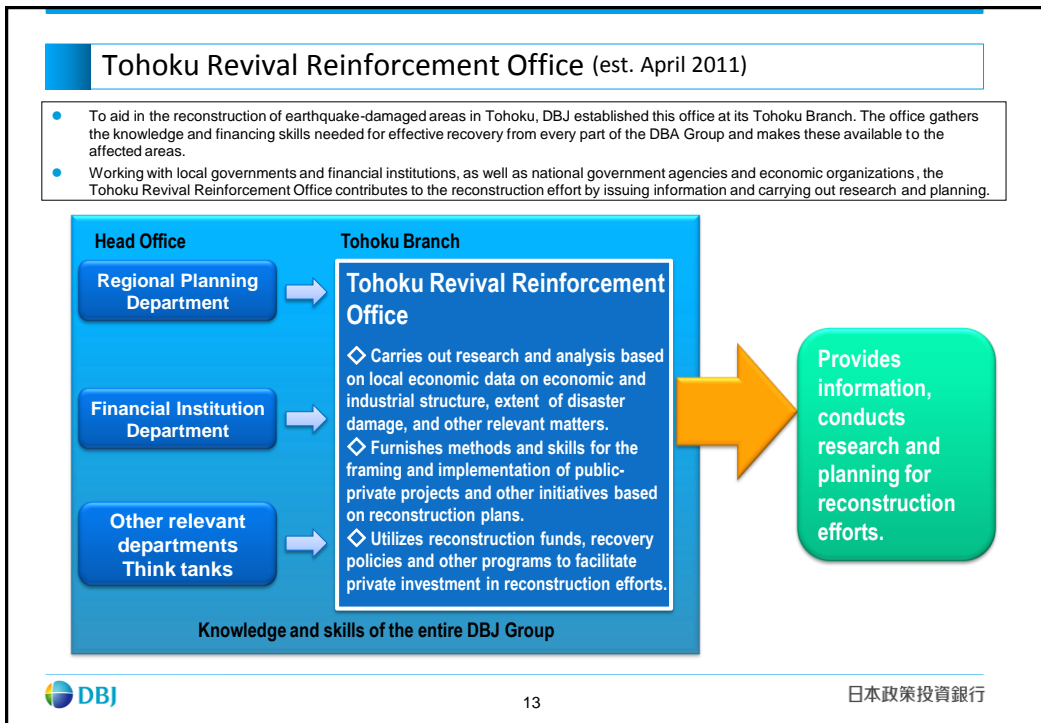 Tohoku Revival Reinforcement Office (est. April 2011)
To aid in the reconstruction of earthquake-damaged areas in Tohoku, DBJ established this office at its Tohoku Branch. The office gathers
the knowledge and financing skills needed for effective recovery from every part of the DBA Group and makes these available to the
affected areas.
Working with local governments and financial institutions, as well as national government agencies and economic organizations, the
Tohoku Revival Reinforcement Office contributes to the reconstruction effort by issuing information and carrying out research and planning.
Head Office
Regional Planning
Department
Financial Institution
Department
Other relevant
departments
Think tanks
Tohoku Branch
Tohoku Revival Reinforcement
Office
◇ Carries out research and analysis based
on local economic data on economic and
industrial structure, extent of disaster
damage, and other relevant matters.
◇ Furnishes methods and skills for the
framing and implementation of public-
private projects and other initiatives based
on reconstruction plans.
◇ Utilizes reconstruction funds, recovery
policies and other programs to facilitate
private investment in reconstruction efforts.
Knowledge and skills of the entire DBJ Group
Provides
information,
conducts
research and
planning for
reconstruction
efforts.
DBJ
13
日本政策投資銀行